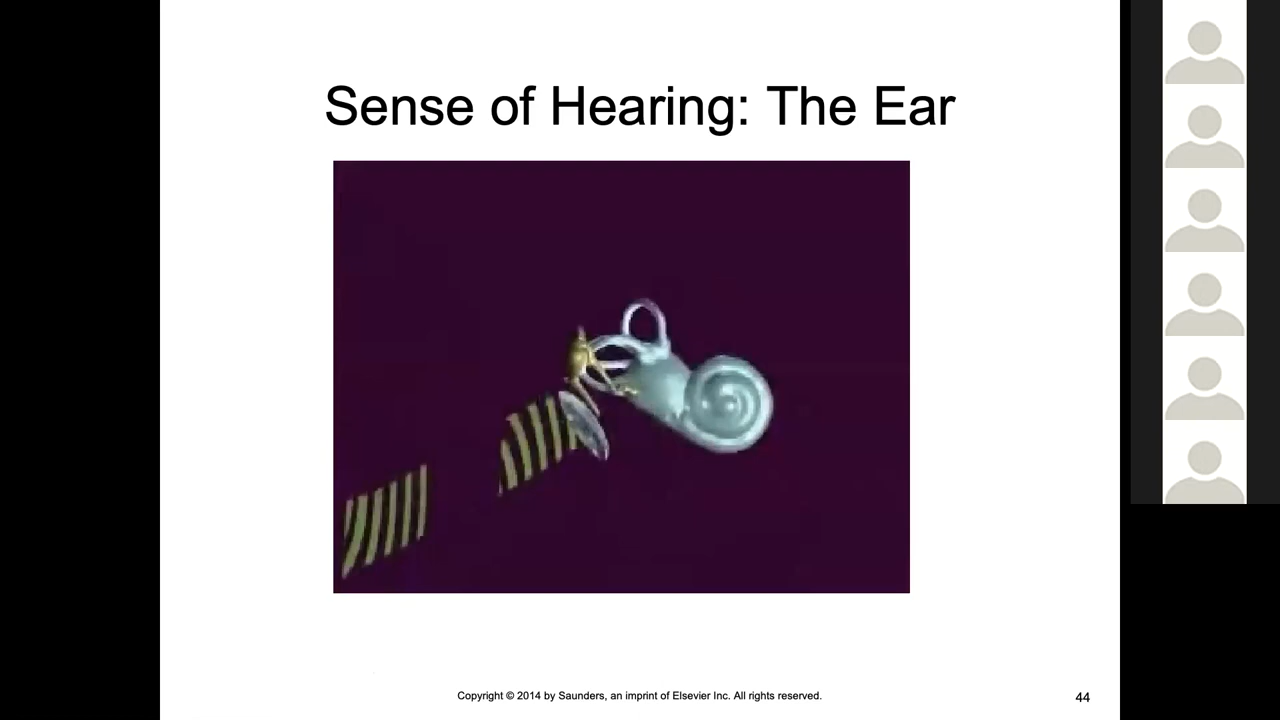 Sense of Hearing: The Ear
Copyright © 2014 by Saunders, an imprint of Elsevier Inc. All rights reserved.
44